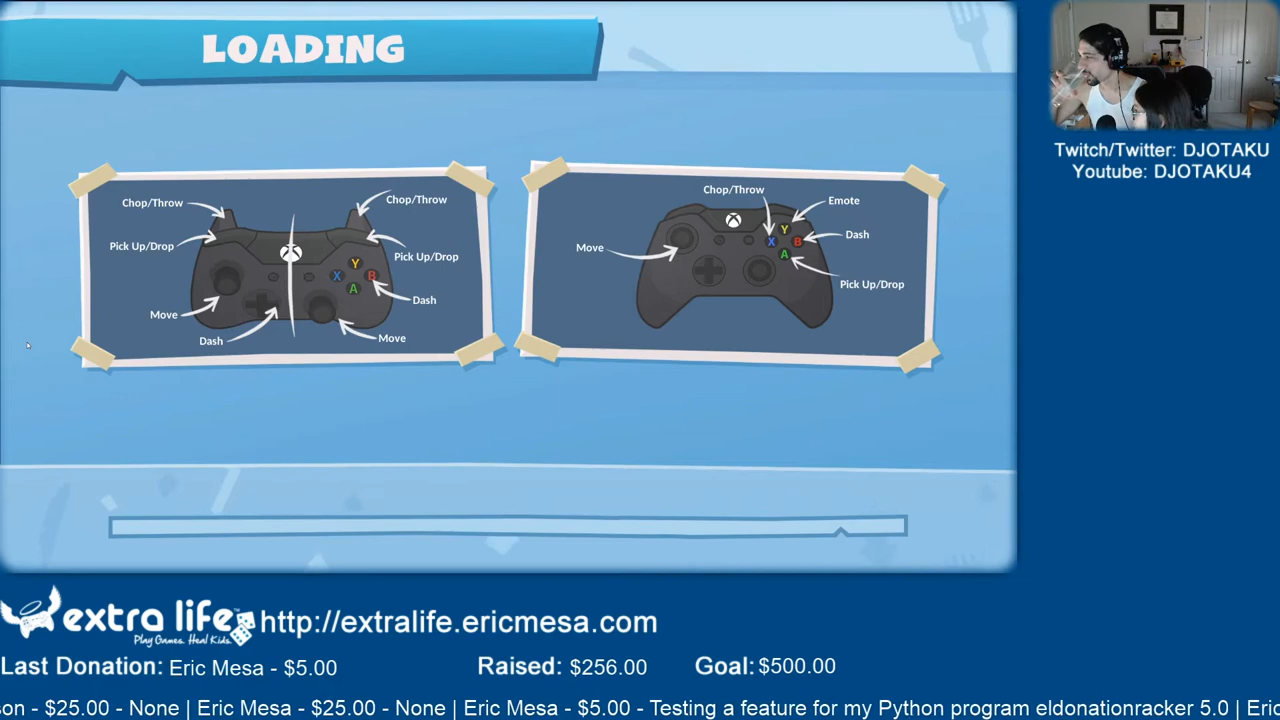 LOADING
Chop/Throw
Pick Up/Drop
Move
Dash
Chop/Throw
Pick Up/Drop
Dash
Move
Y
X
B
A
Chop/Throw
Emote
Move
Dash
Pick Up/Drop
Y
X
B
A
Twitch/Twitter: DJOTAKU
Youtube: DJOTAKU4
extra life
Play Games. Heal Kids.
http://extralife.ericmesa.com
Last Donation: Eric Mesa - $5.00
Raised: $256.00
Goal: $500.00
son - $25.00 - None | Eric Mesa - $25.00 - None | Eric Mesa - $5.00 - Testing a feature for my Python program eldonationracker 5.0 | Eric